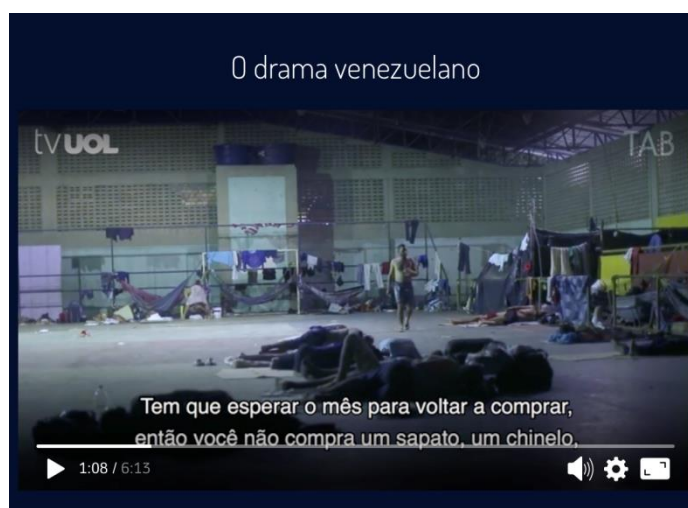 O drama venezuelano
tvUOL
TAB
Tem que esperar o mês para voltar a comprar,
então você não compra um sapato, um chinelo,
1:08 / 6:13